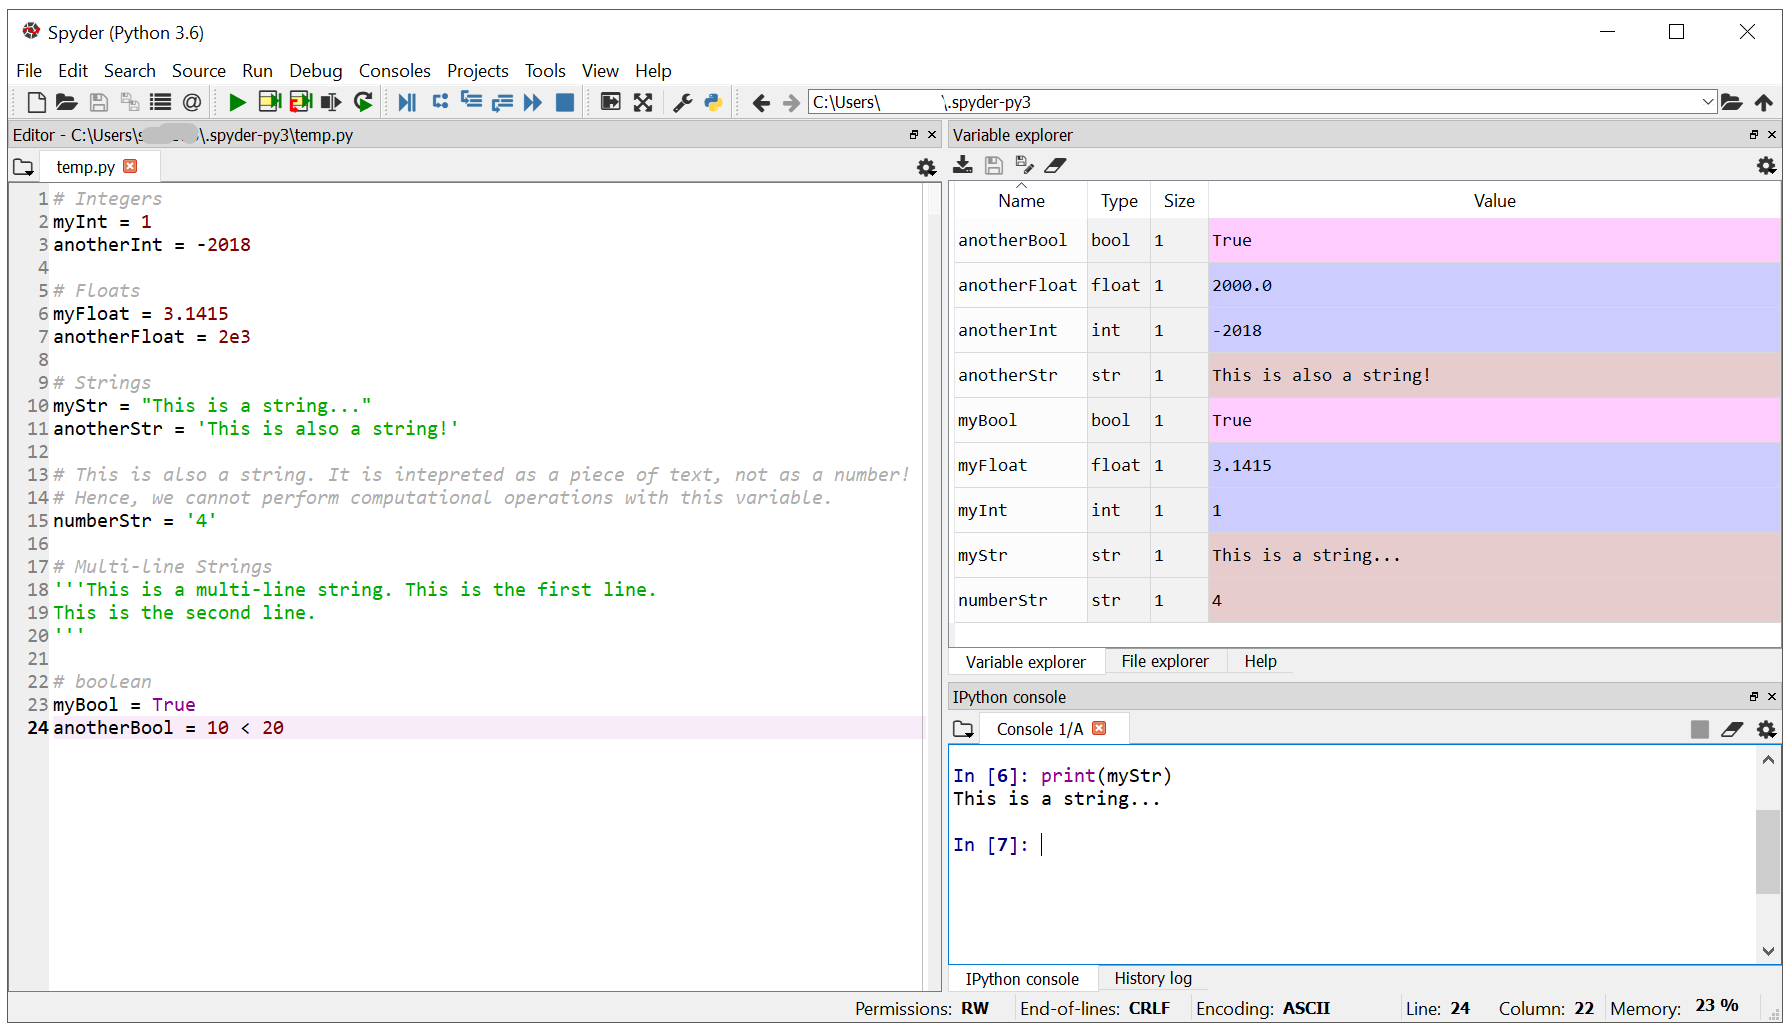 Spyder (Python 3.6)
File Edit Search Source Run Debug Consoles Projects Tools View Help
C:\Users\ \.spyder-py3
Editor - C:\Users\ \.spyder-py3\temp.py
temp.py
1 # Integers
2 myInt = 1
3 anotherInt = -2018
4
5 # Floats
6 myFloat = 3.1415
7 anotherFloat = 2e3
8
9 # Strings
10 myStr = "This is a string..."
11 anotherStr = 'This is also a string!'
12
13 # This is also a string. It is intepreted as a piece of text, not as a number!
14 # Hence, we cannot perform computational operations with this variable.
15 numberStr = '4'
16
17 # Multi-line Strings
18 '''This is a multi-line string. This is the first line.
19 This is the second line.
20 '''
21
22 # boolean
23 myBool = True
24 anotherBool = 10 < 20
Variable explorer
Name Type Size Value
anotherBool bool 1 True
anotherFloat float 1 2000.0
anotherInt int 1 -2018
anotherStr str 1 This is also a string!
myBool bool 1 True
myFloat float 1 3.1415
myInt int 1 1
myStr str 1 This is a string...
numberStr str 1 4
Variable explorer File explorer Help
IPython console
Console 1/A
In [6]: print(myStr)
This is a string...
In [7]:
IPython console History log
Permissions: RW End-of-lines: CRLF Encoding: ASCII Line: 24 Column: 22 Memory: 23 %